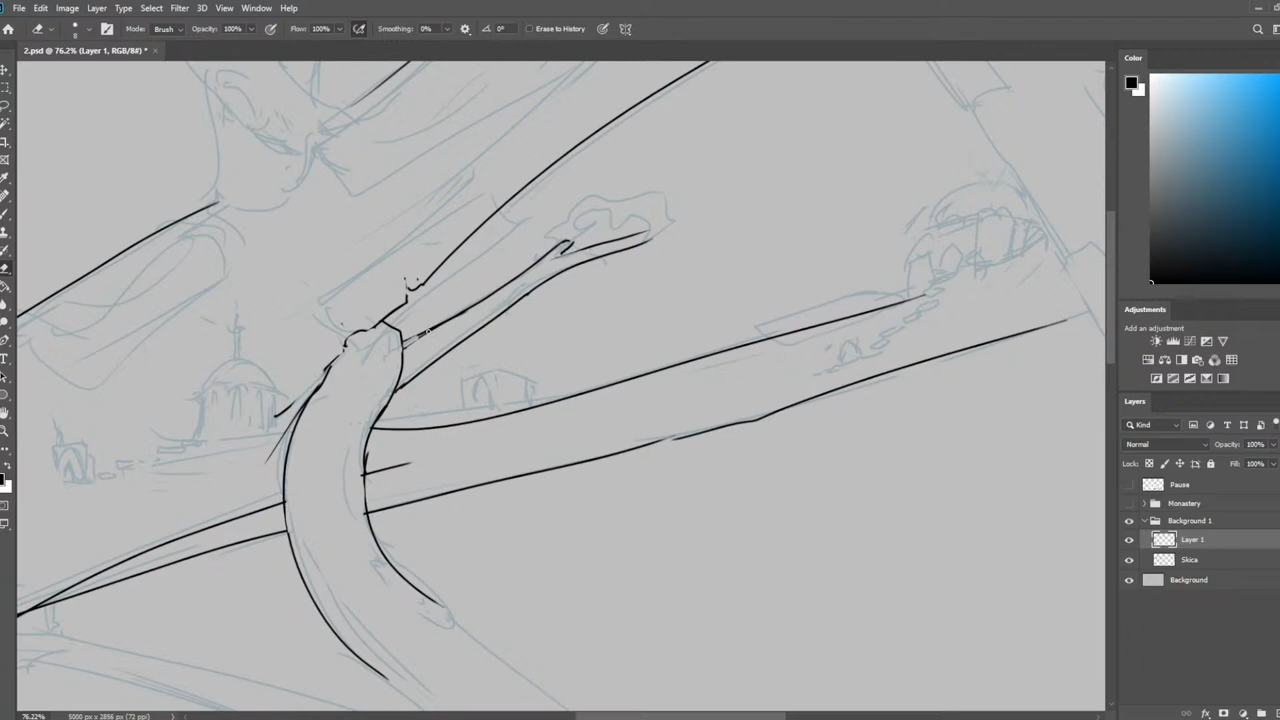 File Edit Image Layer Type Select Filter 3D View Window Help
8 Mode: Brush Opacity: 100% Flow: 100% Smoothing: 0% 0° Erase to History
2.psd @ 76.2% (Layer 1, RGB/8#) * ×
Color
Adjustments
Add an adjustment
Layers
Kind
Normal Opacity: 100%
Lock: Fill: 100%
Pause
Monastery
Background 1
Layer 1
Skica
Background
76.22% 5000 px x 2856 px (72 ppi)